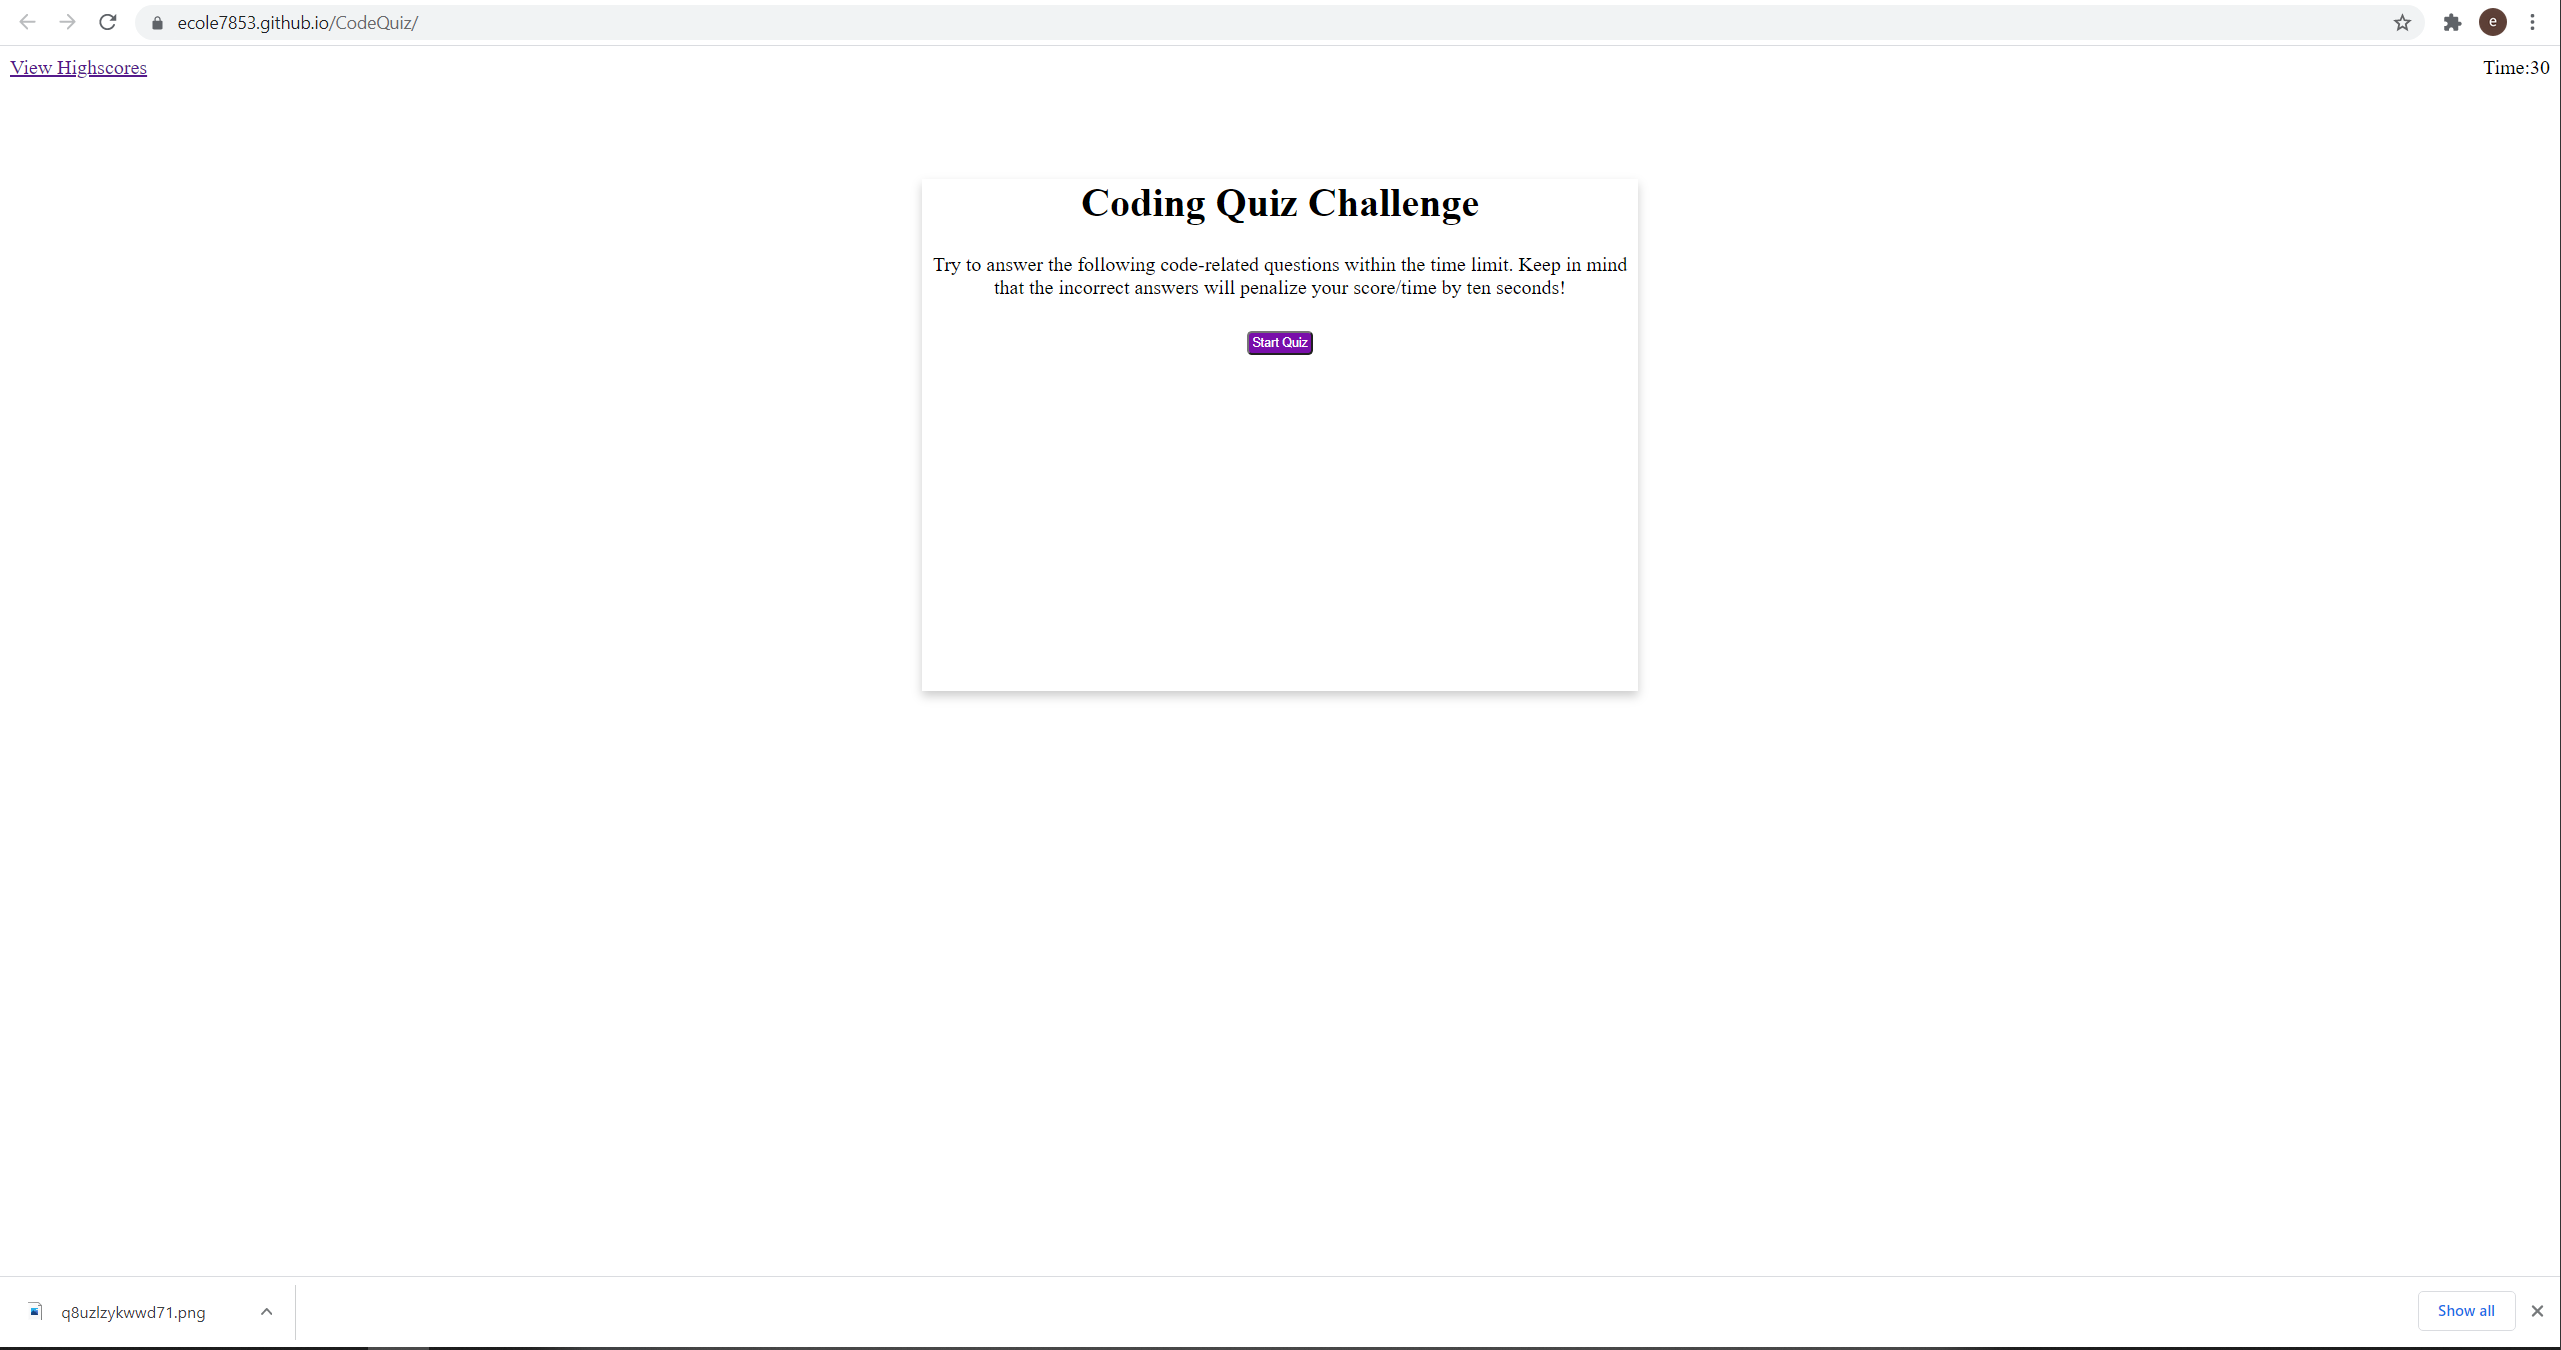 ecole7853.github.io/CodeQuiz/
e
View Highscores
Time:30
Coding Quiz Challenge
Try to answer the following code-related questions within the time limit. Keep in mind
that the incorrect answers will penalize your score/time by ten seconds!
Start Quiz
q8uzlzykwwd71.png
Show all